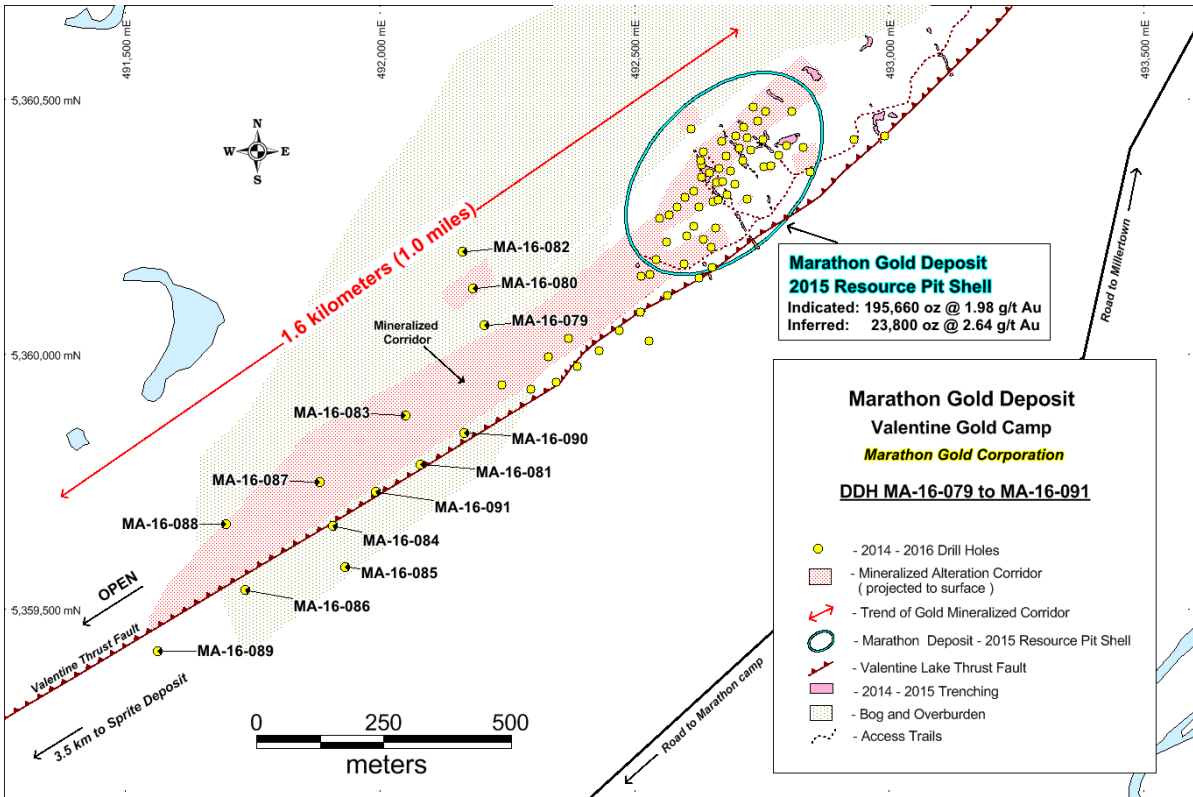 491,500 mE
492,000 mE
492,500 mE
493,000 mE
493,500 mE
5,360,500 mN
5,360,000 mN
5,359,500 mN
N
W E
S
1.6 kilometers (1.0 miles)
MA-16-082
MA-16-080
MA-16-079
Mineralized
Corridor
MA-16-083
MA-16-090
MA-16-081
MA-16-087
MA-16-091
MA-16-088
MA-16-084
MA-16-085
MA-16-086
MA-16-089
OPEN
Valentine Thrust Fault
3.5 km to Sprite Deposit
0 250 500
meters
Road to Marathon camp
Road to Millertown
Marathon Gold Deposit
2015 Resource Pit Shell
Indicated: 195,660 oz @ 1.98 g/t Au
Inferred: 23,800 oz @ 2.64 g/t Au
Marathon Gold Deposit
Valentine Gold Camp
Marathon Gold Corporation
DDH MA-16-079 to MA-16-091
- 2014 - 2016 Drill Holes
- Mineralized Alteration Corridor
( projected to surface )
- Trend of Gold Mineralized Corridor
- Marathon Deposit - 2015 Resource Pit Shell
- Valentine Lake Thrust Fault
- 2014 - 2015 Trenching
- Bog and Overburden
- Access Trails